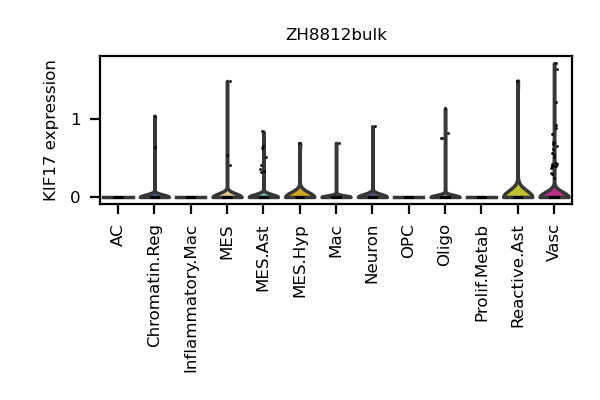 ZH8812bulk
KIF17 expression
1
0
AC
Chromatin.Reg
Inflammatory.Mac
MES
MES.Ast
MES.Hyp
Mac
Neuron
OPC
Oligo
Prolif.Metab
Reactive.Ast
Vasc